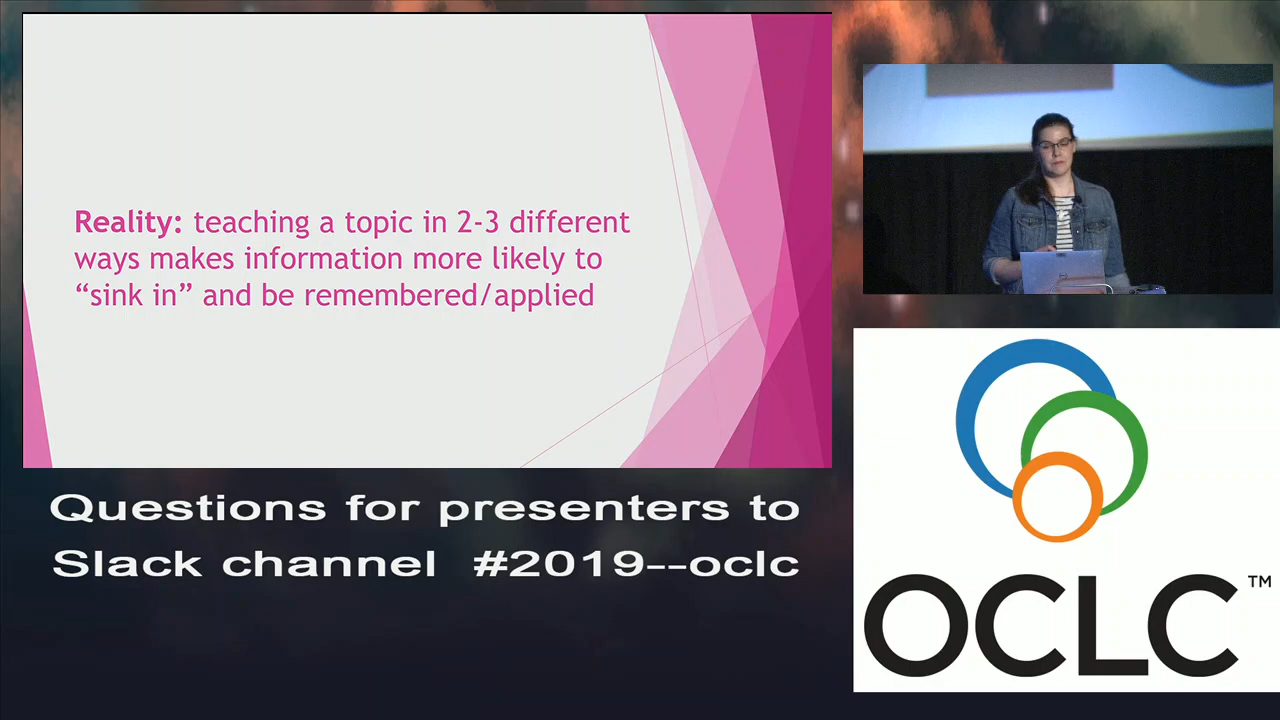 Reality: teaching a topic in 2-3 different
ways makes information more likely to
“sink in” and be remembered/applied
Questions for presenters to
Slack channel #2019--oclc
OCLC™